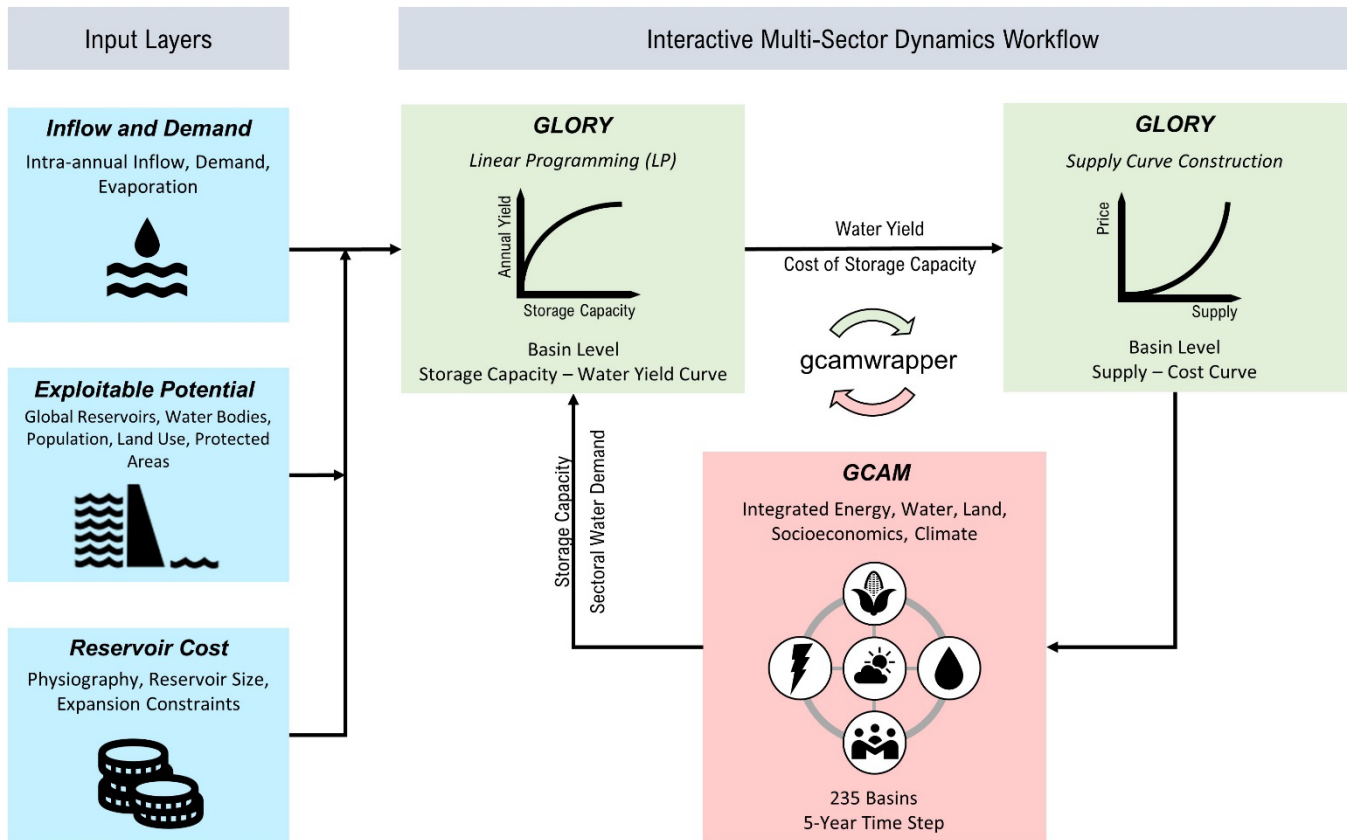 Input Layers
Interactive Multi-Sector Dynamics Workflow
Inflow and Demand
Intra-annual Inflow, Demand,
Evaporation
Exploitable Potential
Global Reservoirs, Water Bodies,
Population, Land Use, Protected
Areas
Reservoir Cost
Physiography, Reservoir Size,
Expansion Constraints
GLORY
Linear Programming (LP)
Annual Yield
Storage Capacity
Basin Level
Storage Capacity – Water Yield Curve
Water Yield
Cost of Storage Capacity
gcamwrapper
GLORY
Supply Curve Construction
Price
Supply
Basin Level
Supply – Cost Curve
Storage Capacity
Sectoral Water Demand
GCAM
Integrated Energy, Water, Land,
Socioeconomics, Climate
235 Basins
5-Year Time Step